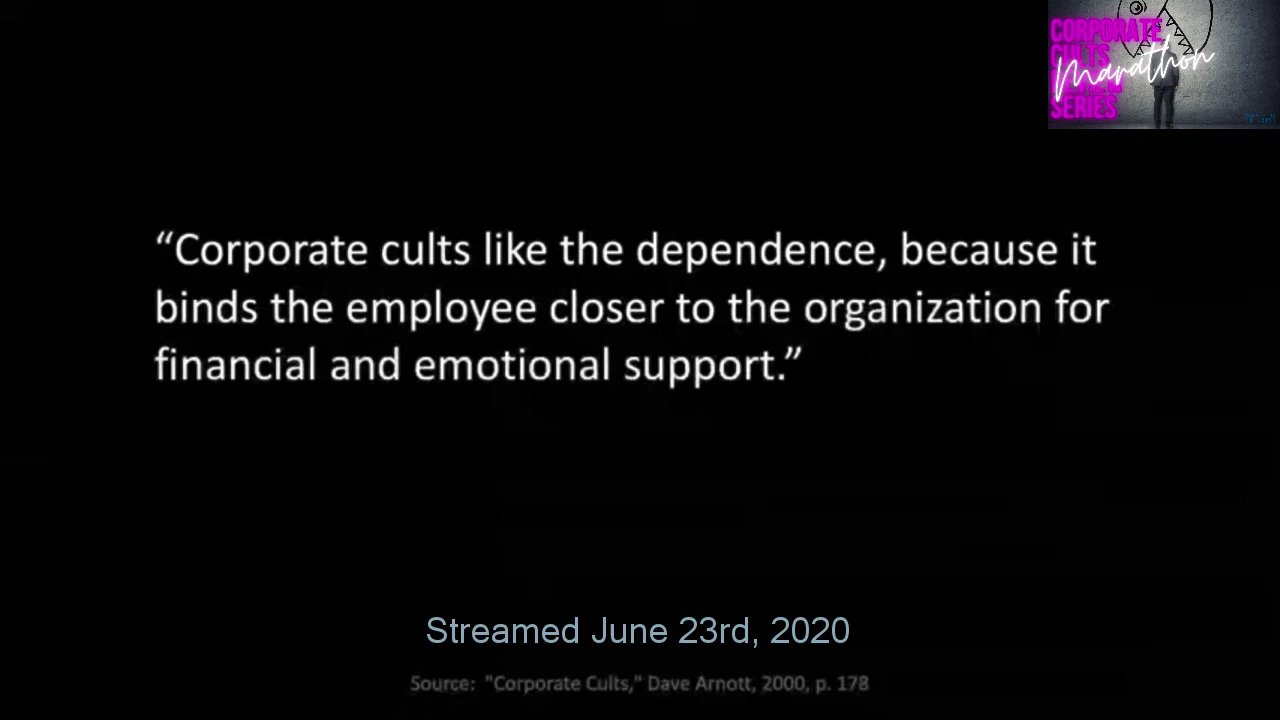 CORPORATE
CULTS
Marathon
SERIES
“Corporate cults like the dependence, because it
binds the employee closer to the organization for
financial and emotional support.”
Streamed June 23rd, 2020
Source:  "Corporate Cults," Dave Arnott, 2000, p. 178